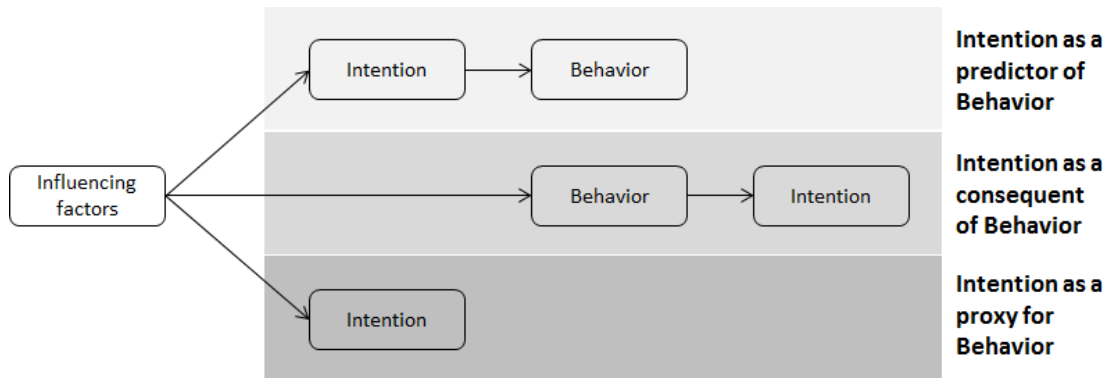 Intention
Behavior
Intention as a
predictor of
Behavior
Influencing
factors
Behavior
Intention
Intention as a
consequent
of Behavior
Intention
Intention as a
proxy for
Behavior